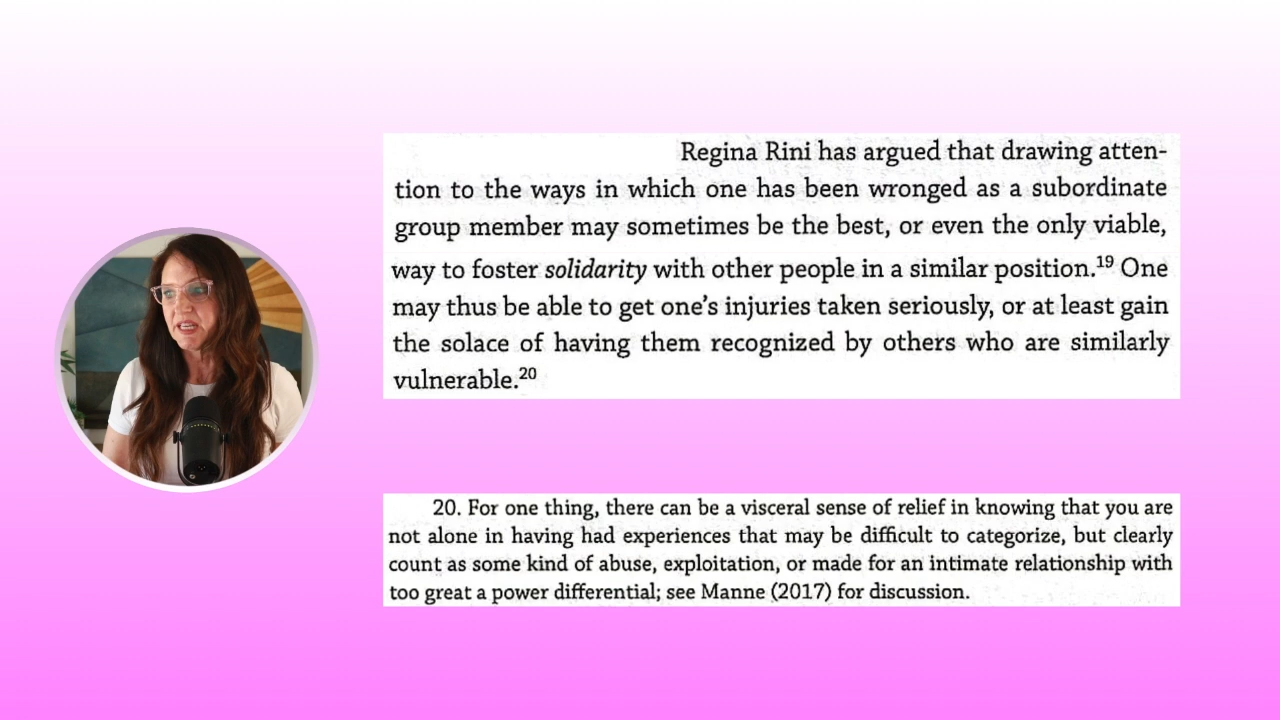 Regina Rini has argued that drawing atten-
tion to the ways in which one has been wronged as a subordinate
group member may sometimes be the best, or even the only viable,
way to foster solidarity with other people in a similar position.19 One
may thus be able to get one's injuries taken seriously, or at least gain
the solace of having them recognized by others who are similarly
vulnerable.20
20. For one thing, there can be a visceral sense of relief in knowing that you are
not alone in having had experiences that may be difficult to categorize, but clearly
count as some kind of abuse, exploitation, or made for an intimate relationship with
too great a power differential; see Manne (2017) for discussion.